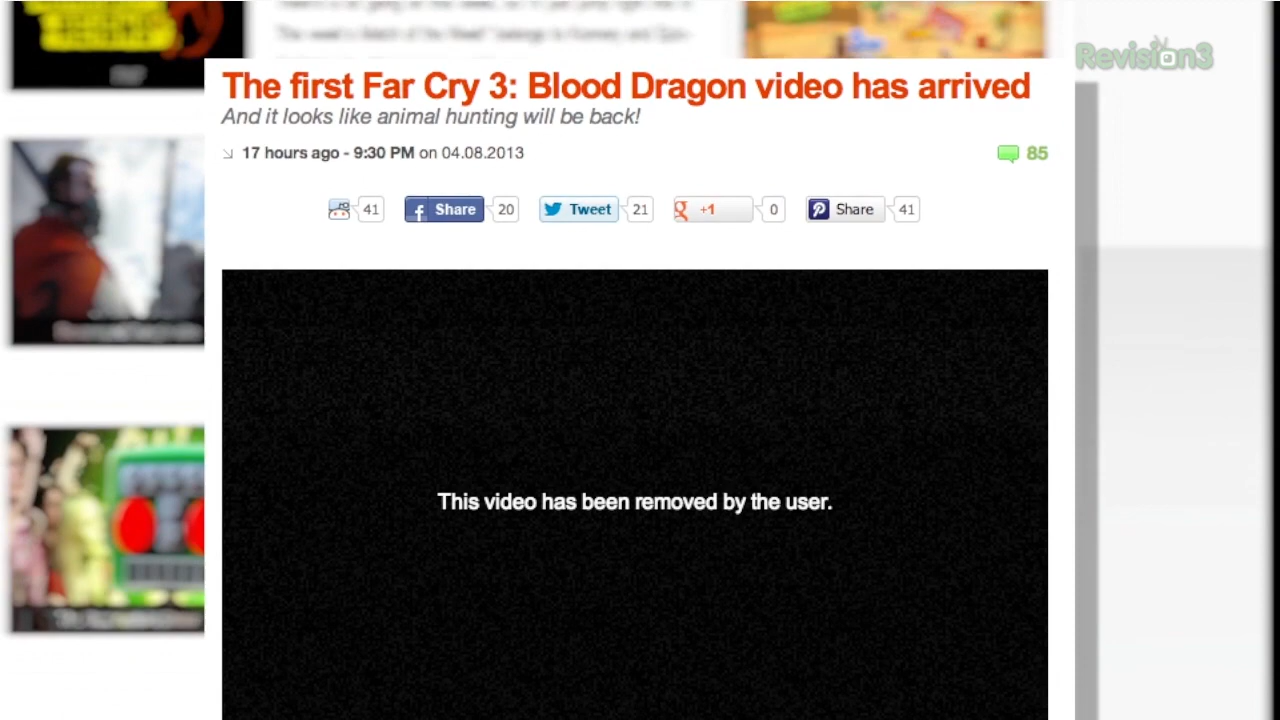 Revision3
The first Far Cry 3: Blood Dragon video has arrived
And it looks like animal hunting will be back!
17 hours ago - 9:30 PM on 04.08.2013
85
41
Share 20
Tweet 21
+1 0
Share 41
This video has been removed by the user.